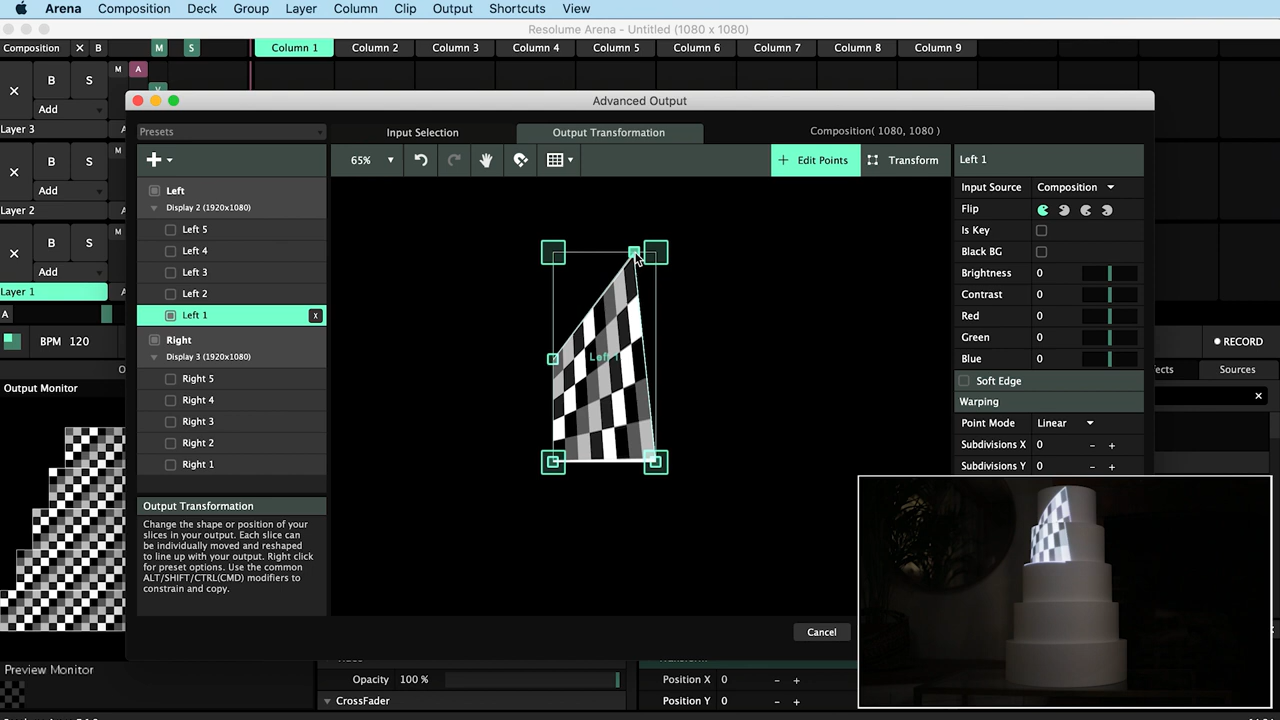 Arena Composition Deck Group Layer Column Clip Output Shortcuts View
Resolume Arena - Untitled (1080 x 1080)
Composition B M S Column 1 Column 2 Column 3 Column 4 Column 5 Column 6 Column 7 Column 8 Column 9
B S M A
Add
Layer 3
B S M
Add
Layer 2
B S M
Add
Layer 1
A
BPM 120
RECORD
Sources
Output Monitor
Preview Monitor
Advanced Output
Presets
Input Selection
Output Transformation
Composition( 1080, 1080 )
65%
Edit Points
Transform
Left 1
Left
Display 2 (1920x1080)
Left 5
Left 4
Left 3
Left 2
Left 1 X
Right
Display 3 (1920x1080)
Right 5
Right 4
Right 3
Right 2
Right 1
Output Transformation
Change the shape or position of your
slices in your output. Each slice can
be individually moved and reshaped
to line up with your output. Right click
for preset options. Use the common
ALT/SHIFT/CTRL(CMD) modifiers to
constrain and copy.
Input Source Composition
Flip
Is Key
Black BG
Brightness 0
Contrast 0
Red 0
Green 0
Blue 0
Soft Edge
Warping
Point Mode Linear
Subdivisions X 0 - +
Subdivisions Y 0 - +
Cancel
Opacity 100 %
CrossFader
Position X 0 - +
Position Y 0 - +